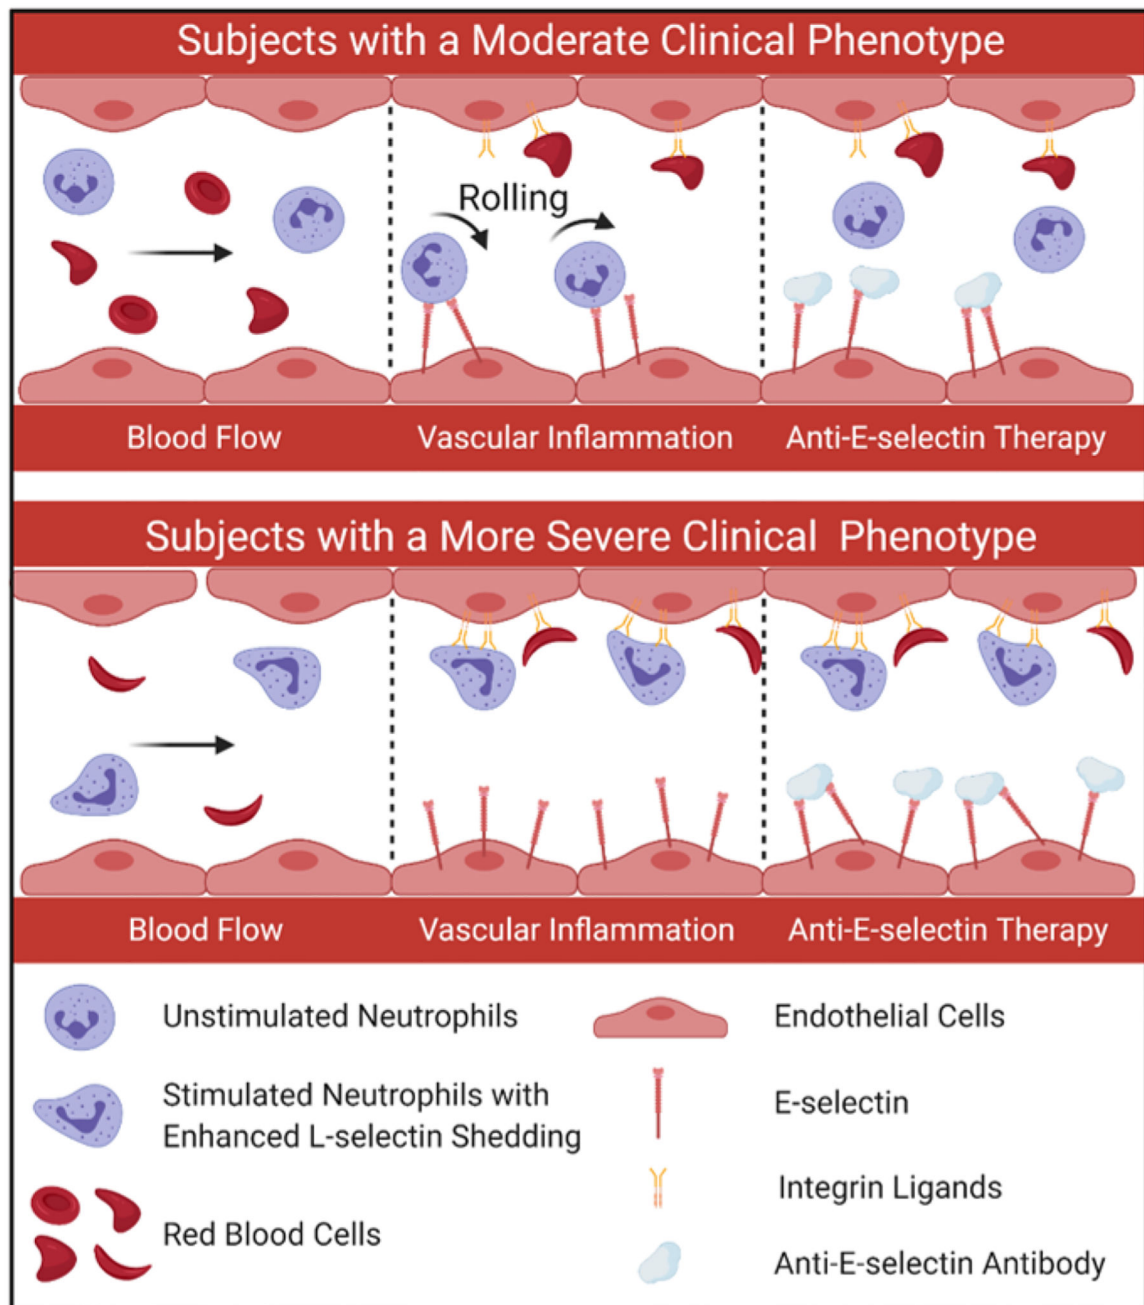 Subjects with a Moderate Clinical Phenotype
Rolling
Blood Flow
Vascular Inflammation
Anti-E-selectin Therapy
Subjects with a More Severe Clinical Phenotype
Blood Flow
Vascular Inflammation
Anti-E-selectin Therapy
Unstimulated Neutrophils
Stimulated Neutrophils with
Enhanced L-selectin Shedding
Red Blood Cells
Endothelial Cells
E-selectin
Integrin Ligands
Anti-E-selectin Antibody